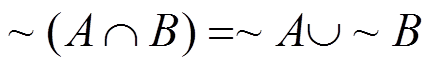 ~ (A ∩ B) =~ A∪ ~ B